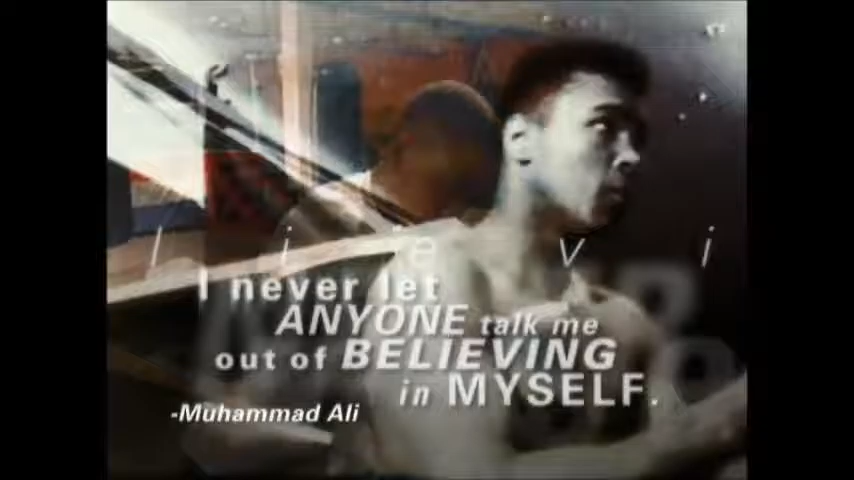 l i e v i
I never let
ANYONE talk me
out of BELIEVING
in MYSELF.
-Muhammad Ali